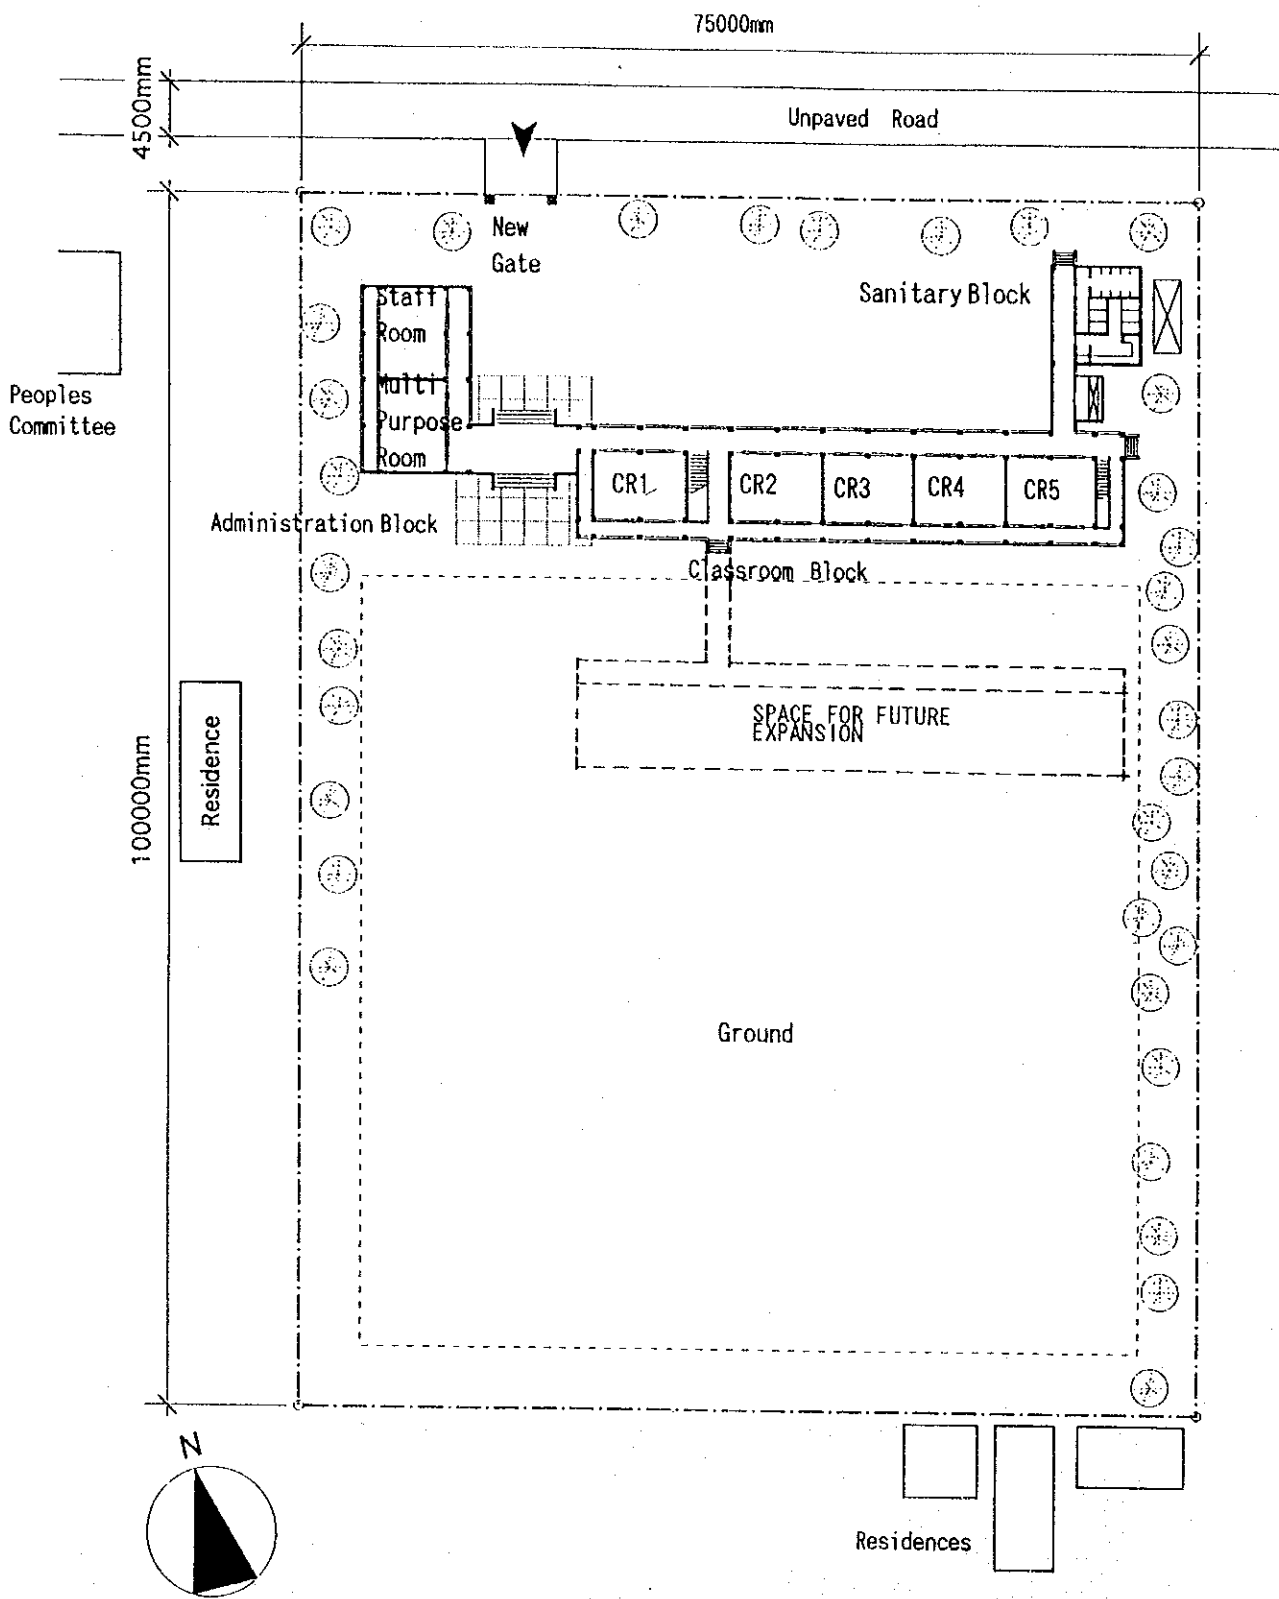 75000mm
4500mm
Unpaved Road
New
Gate
Sanitary Block
Staff
Room
Peoples
Committee
Multi
Purpose
Room
CR1
CR2
CR3
CR4
CR5
Administration Block
Classroom Block
SPACE FOR FUTURE
EXPANSION
Residence
100000mm
Ground
N
Residences